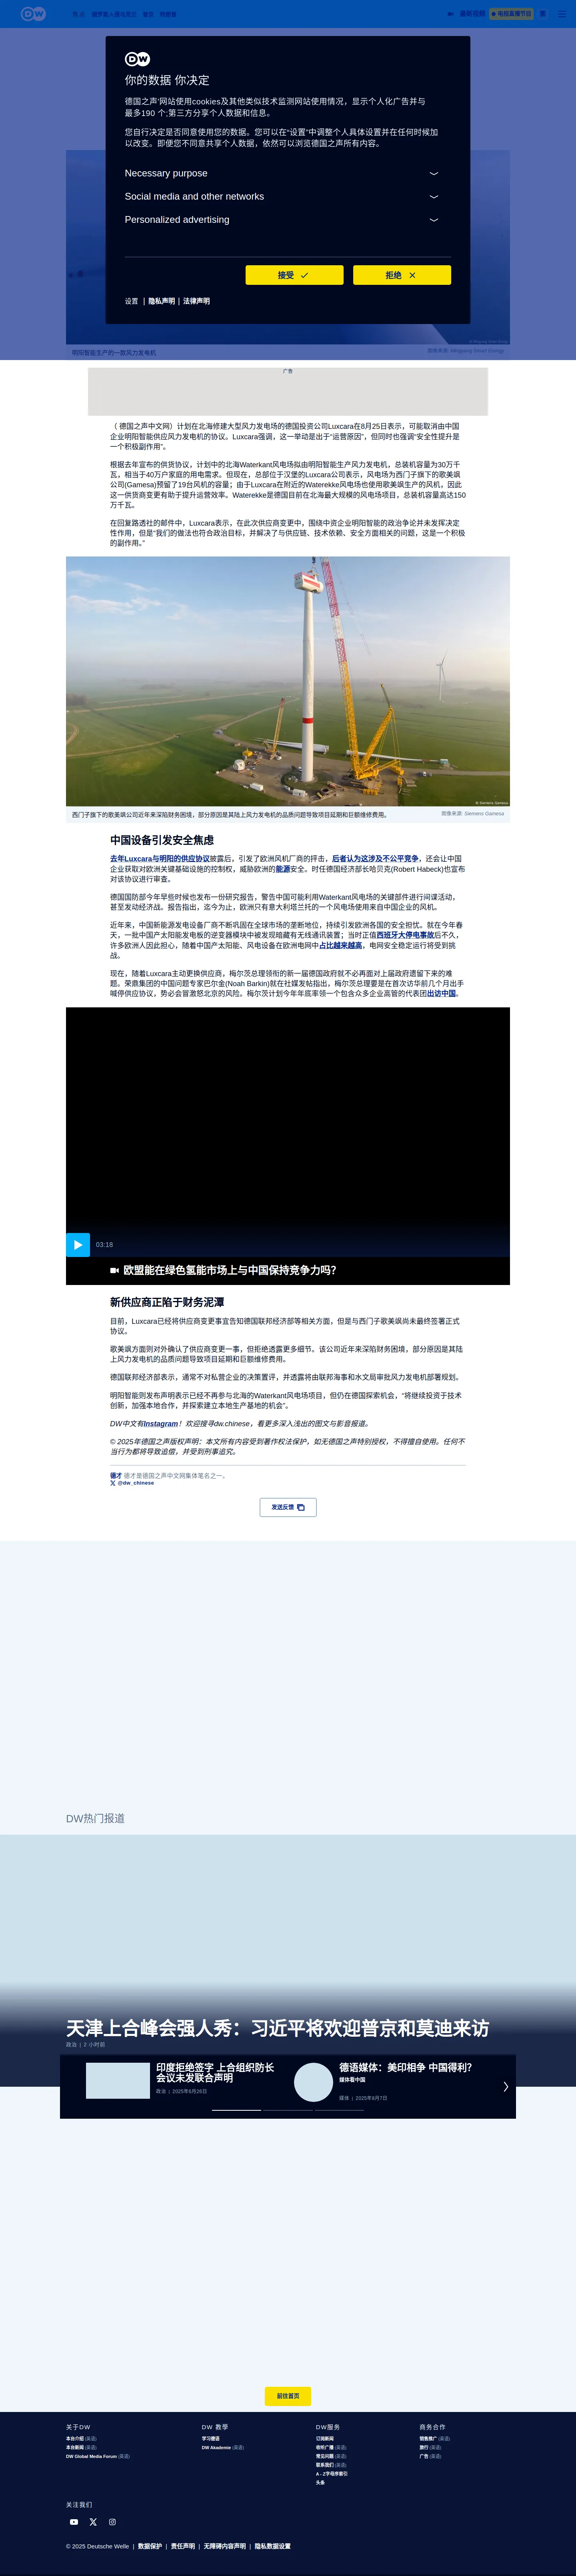 DW
热点
俄罗斯入侵乌克兰
普京
特朗普
最新视频
电视直播节目
繁
DW
你的数据 你决定
德国之声'网站使用cookies及其他类似技术监测网站使用情况，显示个人化广告并与
最多190 个;第三方分享个人数据和信息。
您自行决定是否同意使用您的数据。您可以在“设置”中调整个人具体设置并在任何时候加
以改变。即便您不同意共享个人数据，依然可以浏览德国之声所有内容。
Necessary purpose
Social media and other networks
Personalized advertising
接受
拒绝
设置 | 隐私声明 | 法律声明
明阳智能生产的一款风力发电机
图像来源: Mingyang Smart Energy
广告
（ 德国之声中文网）计划在北海修建大型风力发电场的德国投资公司Luxcara在8月25日表示，可能取消由中国
企业明阳智能供应风力发电机的协议。Luxcara强调，这一举动是出于“运营原因”，但同时也强调“安全性提升是
一个积极副作用”。
根据去年宣布的供货协议，计划中的北海Waterkant风电场拟由明阳智能生产风力发电机，总装机容量为30万千
瓦，相当于40万户家庭的用电需求。但现在，总部位于汉堡的Luxcara公司表示，风电场为西门子旗下的歌美飒
公司(Gamesa)预留了19台风机的容量；由于Luxcara在附近的Waterekke风电场也使用歌美飒生产的风机，因此
这一供货商变更有助于提升运营效率。Waterekke是德国目前在北海最大规模的风电场项目，总装机容量高达150
万千瓦。
在回复路透社的邮件中，Luxcara表示，在此次供应商变更中，围绕中资企业明阳智能的政治争论并未发挥决定
性作用，但是“我们的做法也符合政治目标，并解决了与供应链、技术依赖、安全方面相关的问题，这是一个积极
的副作用。”
© Siemens Gamesa
西门子旗下的歌美飒公司近年来深陷财务困境，部分原因是其陆上风力发电机的品质问题导致项目延期和巨额维修费用。
图像来源: Siemens Gamesa
中国设备引发安全焦虑
去年Luxcara与明阳的供应协议披露后，引发了欧洲风机厂商的抨击，后者认为这涉及不公平竞争，还会让中国
企业获取对欧洲关键基础设施的控制权，威胁欧洲的能源安全。时任德国经济部长哈贝克(Robert Habeck)也宣布
对该协议进行审查。
德国国防部今年早些时候也发布一份研究报告，警告中国可能利用Waterkant风电场的关键部件进行间谍活动，
甚至发动经济战。报告指出，迄今为止，欧洲只有意大利塔兰托的一个风电场使用来自中国企业的风机。
近年来，中国新能源发电设备厂商不断巩固在全球市场的垄断地位，持续引发欧洲各国的安全担忧。就在今年春
天，一批中国产太阳能发电板的逆变器模块中被发现暗藏有无线通讯装置；当时正值西班牙大停电事故后不久，
许多欧洲人因此担心，随着中国产太阳能、风电设备在欧洲电网中占比越来越高，电网安全稳定运行将受到挑
战。
现在，随着Luxcara主动更换供应商，梅尔茨总理领衔的新一届德国政府就不必再面对上届政府遗留下来的难
题。荣鼎集团的中国问题专家巴尔金(Noah Barkin)就在社媒发帖指出，梅尔茨总理要是在首次访华前几个月出手
喊停供应协议，势必会冒激怒北京的风险。梅尔茨计划今年年底率领一个包含众多企业高管的代表团出访中国。
03:18
欧盟能在绿色氢能市场上与中国保持竞争力吗？
新供应商正陷于财务泥潭
目前，Luxcara已经将供应商变更事宜告知德国联邦经济部等相关方面，但是与西门子歌美飒尚未最终签署正式
协议。
歌美飒方面则对外确认了供应商变更一事，但拒绝透露更多细节。该公司近年来深陷财务困境，部分原因是其陆
上风力发电机的品质问题导致项目延期和巨额维修费用。
德国联邦经济部表示，通常不对私营企业的决策置评，并透露将由联邦海事和水文局审批风力发电机部署规划。
明阳智能则发布声明表示已经不再参与北海的Waterkant风电场项目，但仍在德国探索机会，“将继续投资于技术
创新，加强本地合作，并探索建立本地生产基地的机会”。
DW中文有Instagram！欢迎搜寻dw.chinese，看更多深入浅出的图文与影音报道。
© 2025年德国之声版权声明：本文所有内容受到著作权法保护，如无德国之声特别授权，不得擅自使用。任何不
当行为都将导致追偿，并受到刑事追究。
德才 德才是德国之声中文网集体笔名之一。
@dw_chinese
发送反馈
DW热门报道
天津上合峰会强人秀：习近平将欢迎普京和莫迪来访
政治 | 2 小时前
印度拒绝签字 上合组织防长
会议未发联合声明
政治 | 2025年6月26日
德语媒体：美印相争 中国得利？
媒体看中国
媒体 | 2025年8月7日
前往首页
关于DW
本台介绍 (英语)
本台新闻 (英语)
DW Global Media Forum (英语)
DW 教學
学习德语
DW Akademie (英语)
DW服务
订阅新闻
收听广播 (英语)
常见问题 (英语)
联系我们 (英语)
A - Z字母序索引
头条
商务合作
销售推广 (英语)
旅行 (英语)
广告 (英语)
关注我们
© 2025 Deutsche Welle | 数据保护 | 责任声明 | 无障碍内容声明 | 隐私数据设置